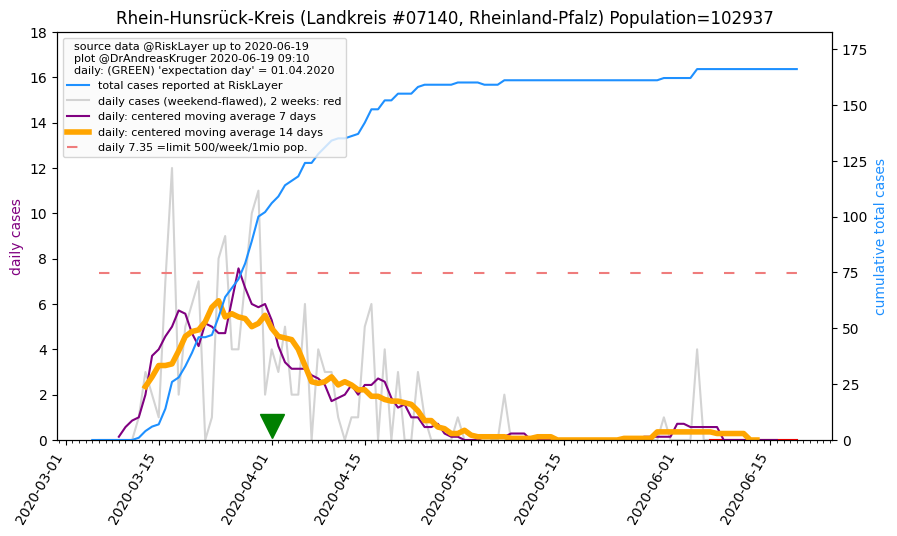 Rhein-Hunsrück-Kreis (Landkreis #07140, Rheinland-Pfalz) Population=102937
source data @RiskLayer up to 2020-06-19
plot @DrAndreasKruger 2020-06-19 09:10
daily: (GREEN) 'expectation day' = 01.04.2020
total cases reported at RiskLayer
daily cases (weekend-flawed), 2 weeks: red
daily: centered moving average 7 days
daily: centered moving average 14 days
daily 7.35 =limit 500/week/1mio pop.
daily cases
18
16
14
12
10
8
6
4
2
0
cumulative total cases
175
150
125
100
75
50
25
0
2020-03-01
2020-03-15
2020-04-01
2020-04-15
2020-05-01
2020-05-15
2020-06-01
2020-06-15